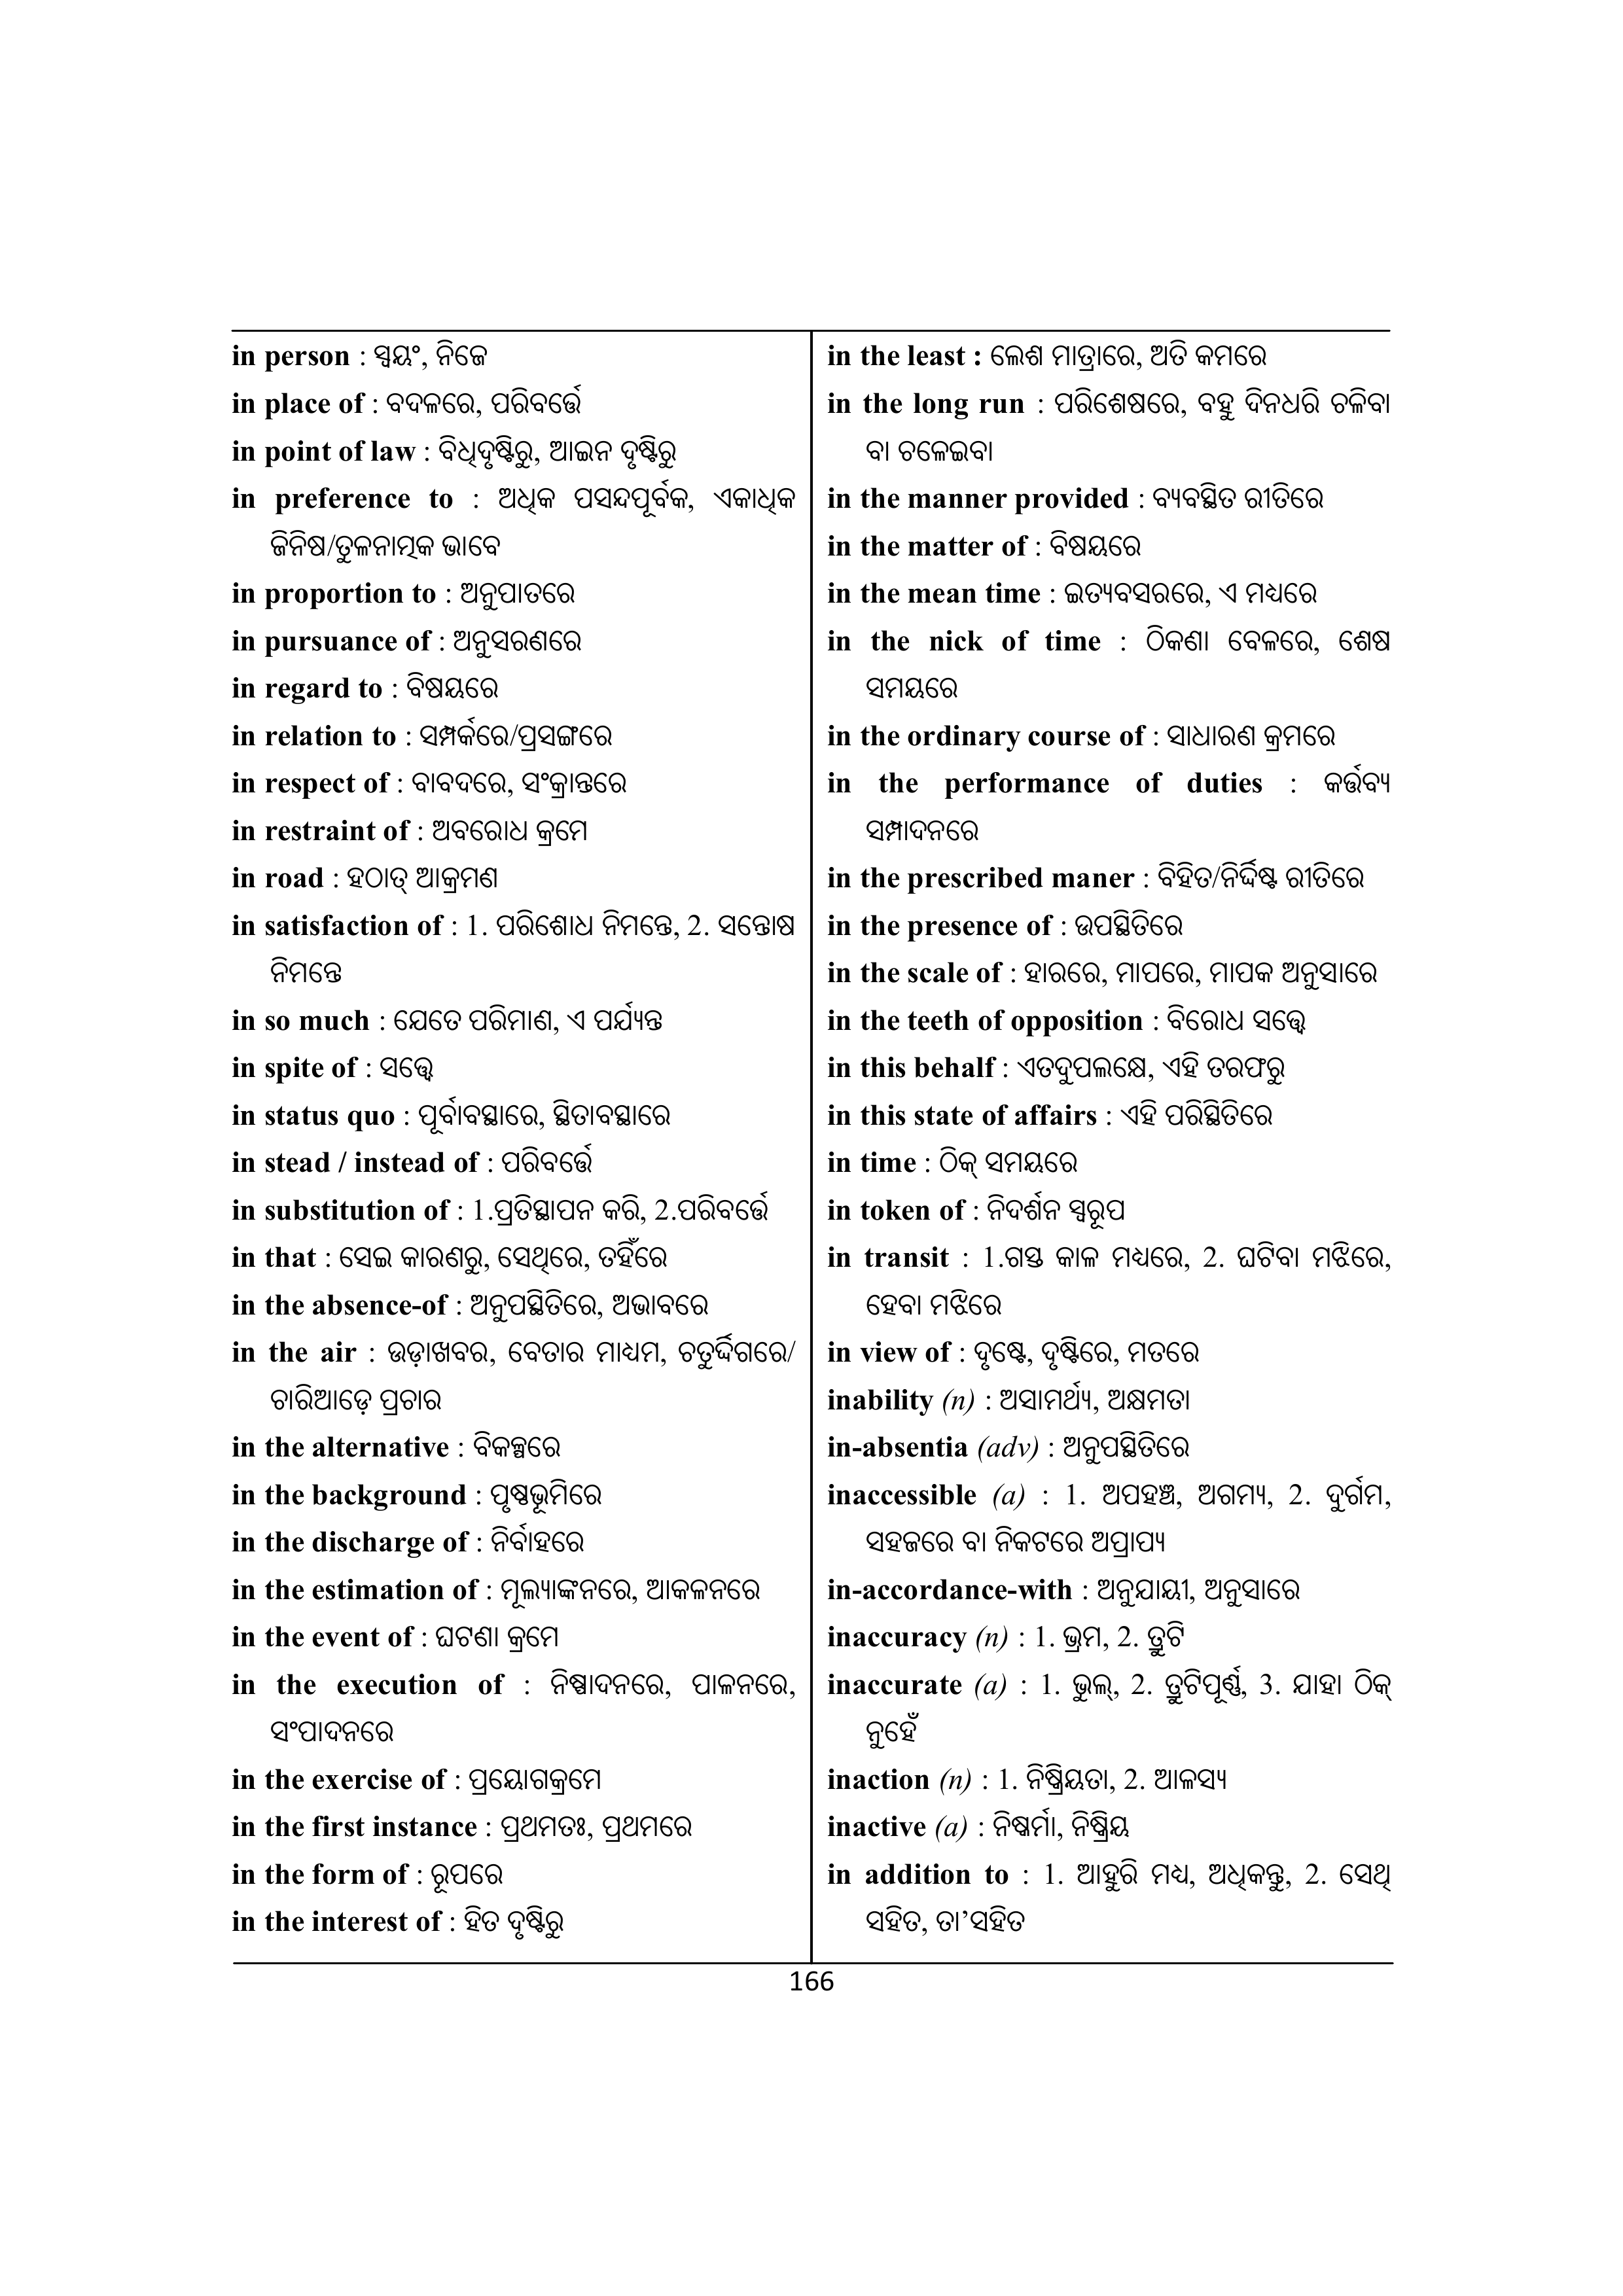 in person : ସ୍ୱୟଂ, ନିଜେ
in place of : ବଦଳରେ, ପରିବର୍ତ୍ତେ
in point of law : ବିଧିଦୃଷ୍ଟିରୁ, ଆଇନ ଦୃଷ୍ଟିରୁ
in preference to : ଅଧିକ ପସନ୍ଦପୂର୍ବକ, ଏକାଧିକ
ଜିନିଷ/ତୁଳନାତ୍ମକ ଭାବେ
in proportion to : ଅନୁପାତରେ
in pursuance of : ଅନୁସରଣରେ
in regard to : ବିଷୟରେ
in relation to : ସମ୍ପର୍କରେ/ପ୍ରସଙ୍ଗରେ
in respect of : ବାବଦରେ, ସଂକ୍ରାନ୍ତରେ
in restraint of : ଅବରୋଧ କ୍ରମେ
in road : ହଠାତ୍ ଆକ୍ରମଣ
in satisfaction of : 1. ପରିଶୋଧ ନିମନ୍ତେ, 2. ସନ୍ତୋଷ
ନିମନ୍ତେ
in so much : ଯେତେ ପରିମାଣ, ଏ ପର୍ଯ୍ୟନ୍ତ
in spite of : ସତ୍ତ୍ୱେ
in status quo : ପୂର୍ବାବସ୍ଥାରେ, ସ୍ଥିତାବସ୍ଥାରେ
in stead / instead of : ପରିବର୍ତ୍ତେ
in substitution of : 1.ପ୍ରତିସ୍ଥାପନ କରି, 2.ପରିବର୍ତ୍ତେ
in that : ସେଇ କାରଣରୁ, ସେଥିରେ, ତହିଁରେ
in the absence-of : ଅନୁପସ୍ଥିତିରେ, ଅଭାବରେ
in the air : ଉଡ଼ାଖବର, ବେତାର ମାଧ୍ୟମ, ଚତୁର୍ଦ୍ଦିଗରେ/
ଚାରିଆଡ଼େ ପ୍ରଚାର
in the alternative : ବିକଳ୍ପରେ
in the background : ପୃଷ୍ଠଭୂମିରେ
in the discharge of : ନିର୍ବାହରେ
in the estimation of : ମୂଲ୍ୟାଙ୍କନରେ, ଆକଳନରେ
in the event of : ଘଟଣା କ୍ରମେ
in the execution of : ନିଷ୍ପାଦନରେ, ପାଳନରେ,
ସଂପାଦନରେ
in the exercise of : ପ୍ରୟୋଗକ୍ରମେ
in the first instance : ପ୍ରଥମତଃ, ପ୍ରଥମରେ
in the form of : ରୂପରେ
in the interest of : ହିତ ଦୃଷ୍ଟିରୁ
in the least : ଲେଶ ମାତ୍ରାରେ, ଅତି କମରେ
in the long run : ପରିଶେଷରେ, ବହୁ ଦିନଧରି ଚଳିବା
ବା ଚଳେଇବା
in the manner provided : ବ୍ୟବସ୍ଥିତ ରୀତିରେ
in the matter of : ବିଷୟରେ
in the mean time : ଇତ୍ୟବସରରେ, ଏ ମଧ୍ୟରେ
in the nick of time : ଠିକଣା ବେଳରେ, ଶେଷ
ସମୟରେ
in the ordinary course of : ସାଧାରଣ କ୍ରମରେ
in the performance of duties : କର୍ତ୍ତବ୍ୟ
ସମ୍ପାଦନରେ
in the prescribed maner : ବିହିତ/ନିର୍ଦ୍ଦିଷ୍ଟ ରୀତିରେ
in the presence of : ଉପସ୍ଥିତିରେ
in the scale of : ହାରରେ, ମାପରେ, ମାପକ ଅନୁସାରେ
in the teeth of opposition : ବିରୋଧ ସତ୍ତ୍ୱେ
in this behalf : ଏତଦୁପଲକ୍ଷେ, ଏହି ତରଫରୁ
in this state of affairs : ଏହି ପରିସ୍ଥିତିରେ
in time : ଠିକ୍ ସମୟରେ
in token of : ନିଦର୍ଶନ ସ୍ୱରୂପ
in transit : 1.ଗସ୍ତ କାଳ ମଧ୍ୟରେ, 2. ଘଟିବା ମଝିରେ,
ହେବା ମଝିରେ
in view of : ଦୃଷ୍ଟେ, ଦୃଷ୍ଟିରେ, ମତରେ
inability (n) : ଅସାମର୍ଥ୍ୟ, ଅକ୍ଷମତା
in-absentia (adv) : ଅନୁପସ୍ଥିତିରେ
inaccessible (a) : 1. ଅପହଞ୍ଚ, ଅଗମ୍ୟ, 2. ଦୁର୍ଗମ,
ସହଜରେ ବା ନିକଟରେ ଅପ୍ରାପ୍ୟ
in-accordance-with : ଅନୁଯାୟୀ, ଅନୁସାରେ
inaccuracy (n) : 1. ଭ୍ରମ, 2. ତ୍ରୁଟି
inaccurate (a) : 1. ଭୁଲ୍, 2. ତ୍ରୁଟିପୂର୍ଣ୍ଣ, 3. ଯାହା ଠିକ୍
ନୁହେଁ
inaction (n) : 1. ନିଷ୍କ୍ରିୟତା, 2. ଆଳସ୍ୟ
inactive (a) : ନିଷ୍କର୍ମା, ନିଷ୍କ୍ରିୟ
in addition to : 1. ଆହୁରି ମଧ୍ୟ, ଅଧିକନ୍ତୁ, 2. ସେଥି
ସହିତ, ତା’ସହିତ
166